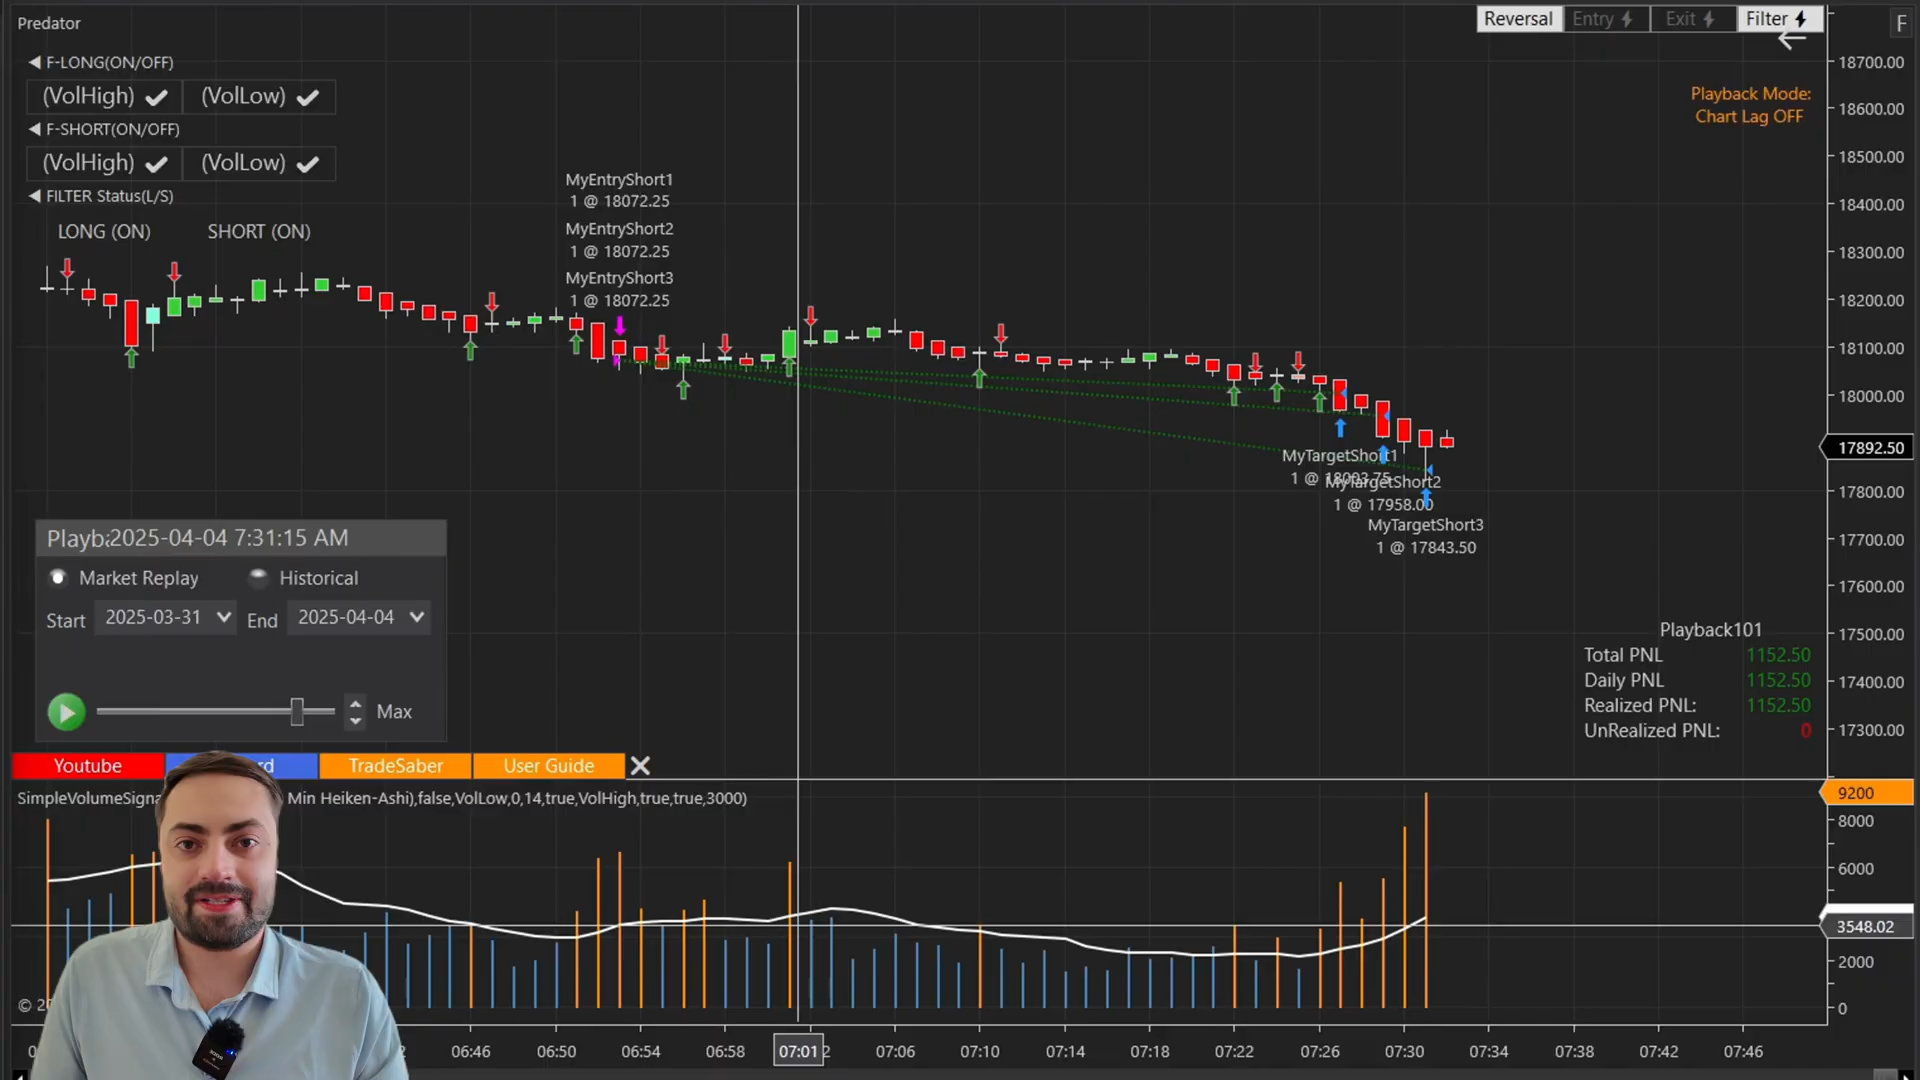 Predator
Reversal
Entry
Exit
Filter
F
F-LONG(ON/OFF)
(VolHigh) (VolLow)
F-SHORT(ON/OFF)
(VolHigh) (VolLow)
FILTER Status(L/S)
LONG (ON) SHORT (ON)
Playback Mode:
Chart Lag OFF
MyEntryShort1
1 @ 18072.25
MyEntryShort2
1 @ 18072.25
MyEntryShort3
1 @ 18072.25
18700.00
18600.00
18500.00
18400.00
18300.00
18200.00
18100.00
18000.00
17892.50
17800.00
17700.00
17600.00
17500.00
17400.00
17300.00
MyTargetShort1
1 @ 18003.75
MyTargetShort2
1 @ 17958.00
MyTargetShort3
1 @ 17843.50
2025-04-04 7:31:15 AM
Market Replay Historical
Start 2025-03-31 End 2025-04-04
Max
Playback101
Total PNL 1152.50
Daily PNL 1152.50
Realized PNL: 1152.50
UnRealized PNL: 0
Youtube
TradeSaber
User Guide
Min Heiken-Ashi),false,VolLow,0,14,true,VolHigh,true,true,3000)
9200
8000
6000
3548.02
2000
0
06:46 06:50 06:54 06:58 07:01 07:06 07:10 07:14 07:18 07:22 07:26 07:30 07:34 07:38 07:42 07:46